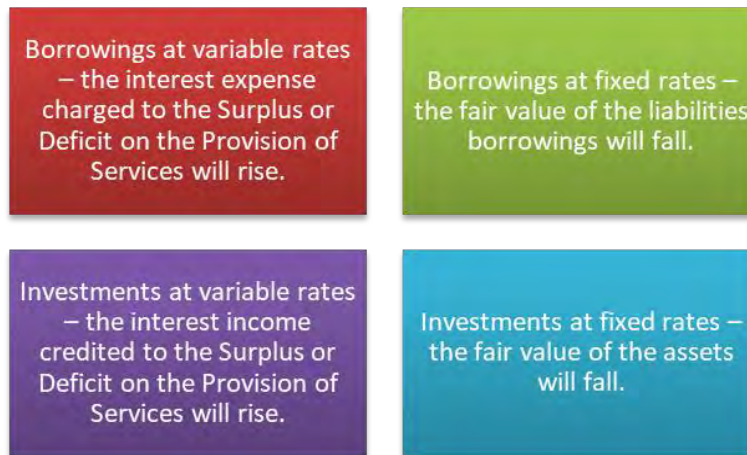 Borrowings at variable rates
– the interest expense
charged to the Surplus or
Deficit on the Provision of
Services will rise.
Borrowings at fixed rates –
the fair value of the liabilities
borrowings will fall.
Investments at variable rates
– the interest income
credited to the Surplus or
Deficit on the Provision of
Services will rise.
Investments at fixed rates –
the fair value of the assets
will fall.